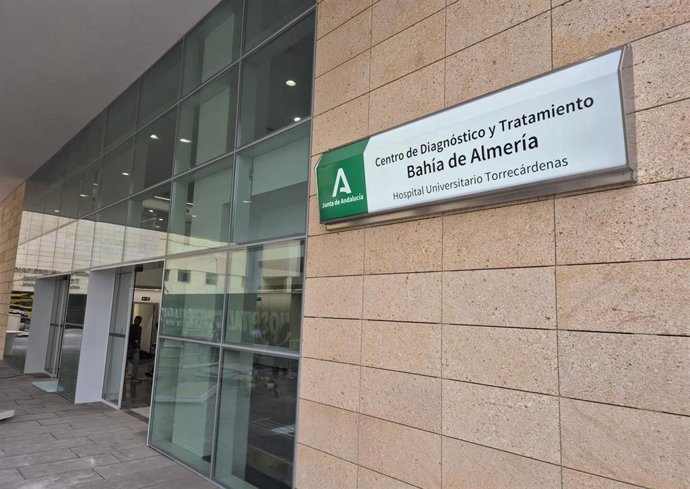 Centro de Diagnóstico y Tratamiento
Bahía de Almería
Hospital Universitario Torrecárdenas
Junta de Andalucía